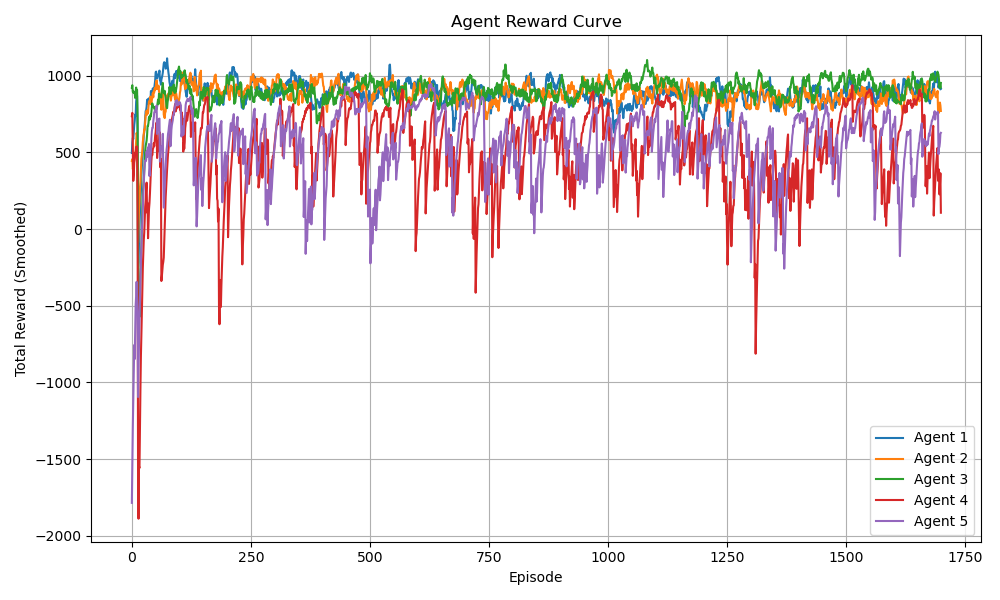 Agent Reward Curve
Total Reward (Smoothed)
1000
500
0
−500
−1000
−1500
−2000
0 250 500 750 1000 1250 1500 1750
Episode
Agent 1
Agent 2
Agent 3
Agent 4
Agent 5